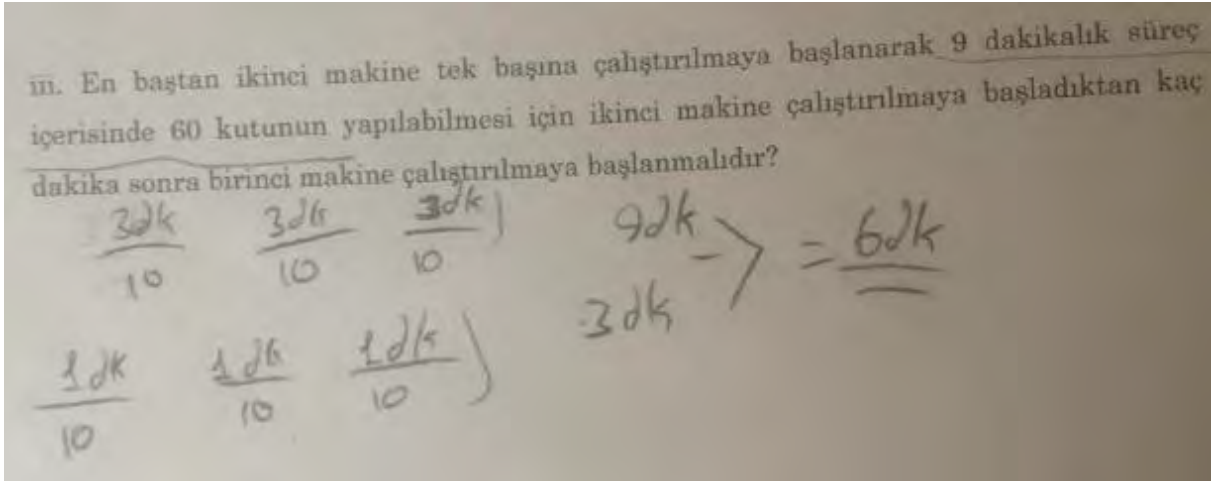 iii. En baştan ikinci makine tek başına çalıştırılmaya başlanarak 9 dakikalık süreç
içerisinde 60 kutunun yapılabilmesi için ikinci makine çalıştırılmaya başladıktan kaç
dakika sonra birinci makine çalıştırılmaya başlanmalıdır?
3dk 3dk 3dk
10 10 10
9dk
3dk
= 6dk
1dk 1dk 1dk
10 10 10